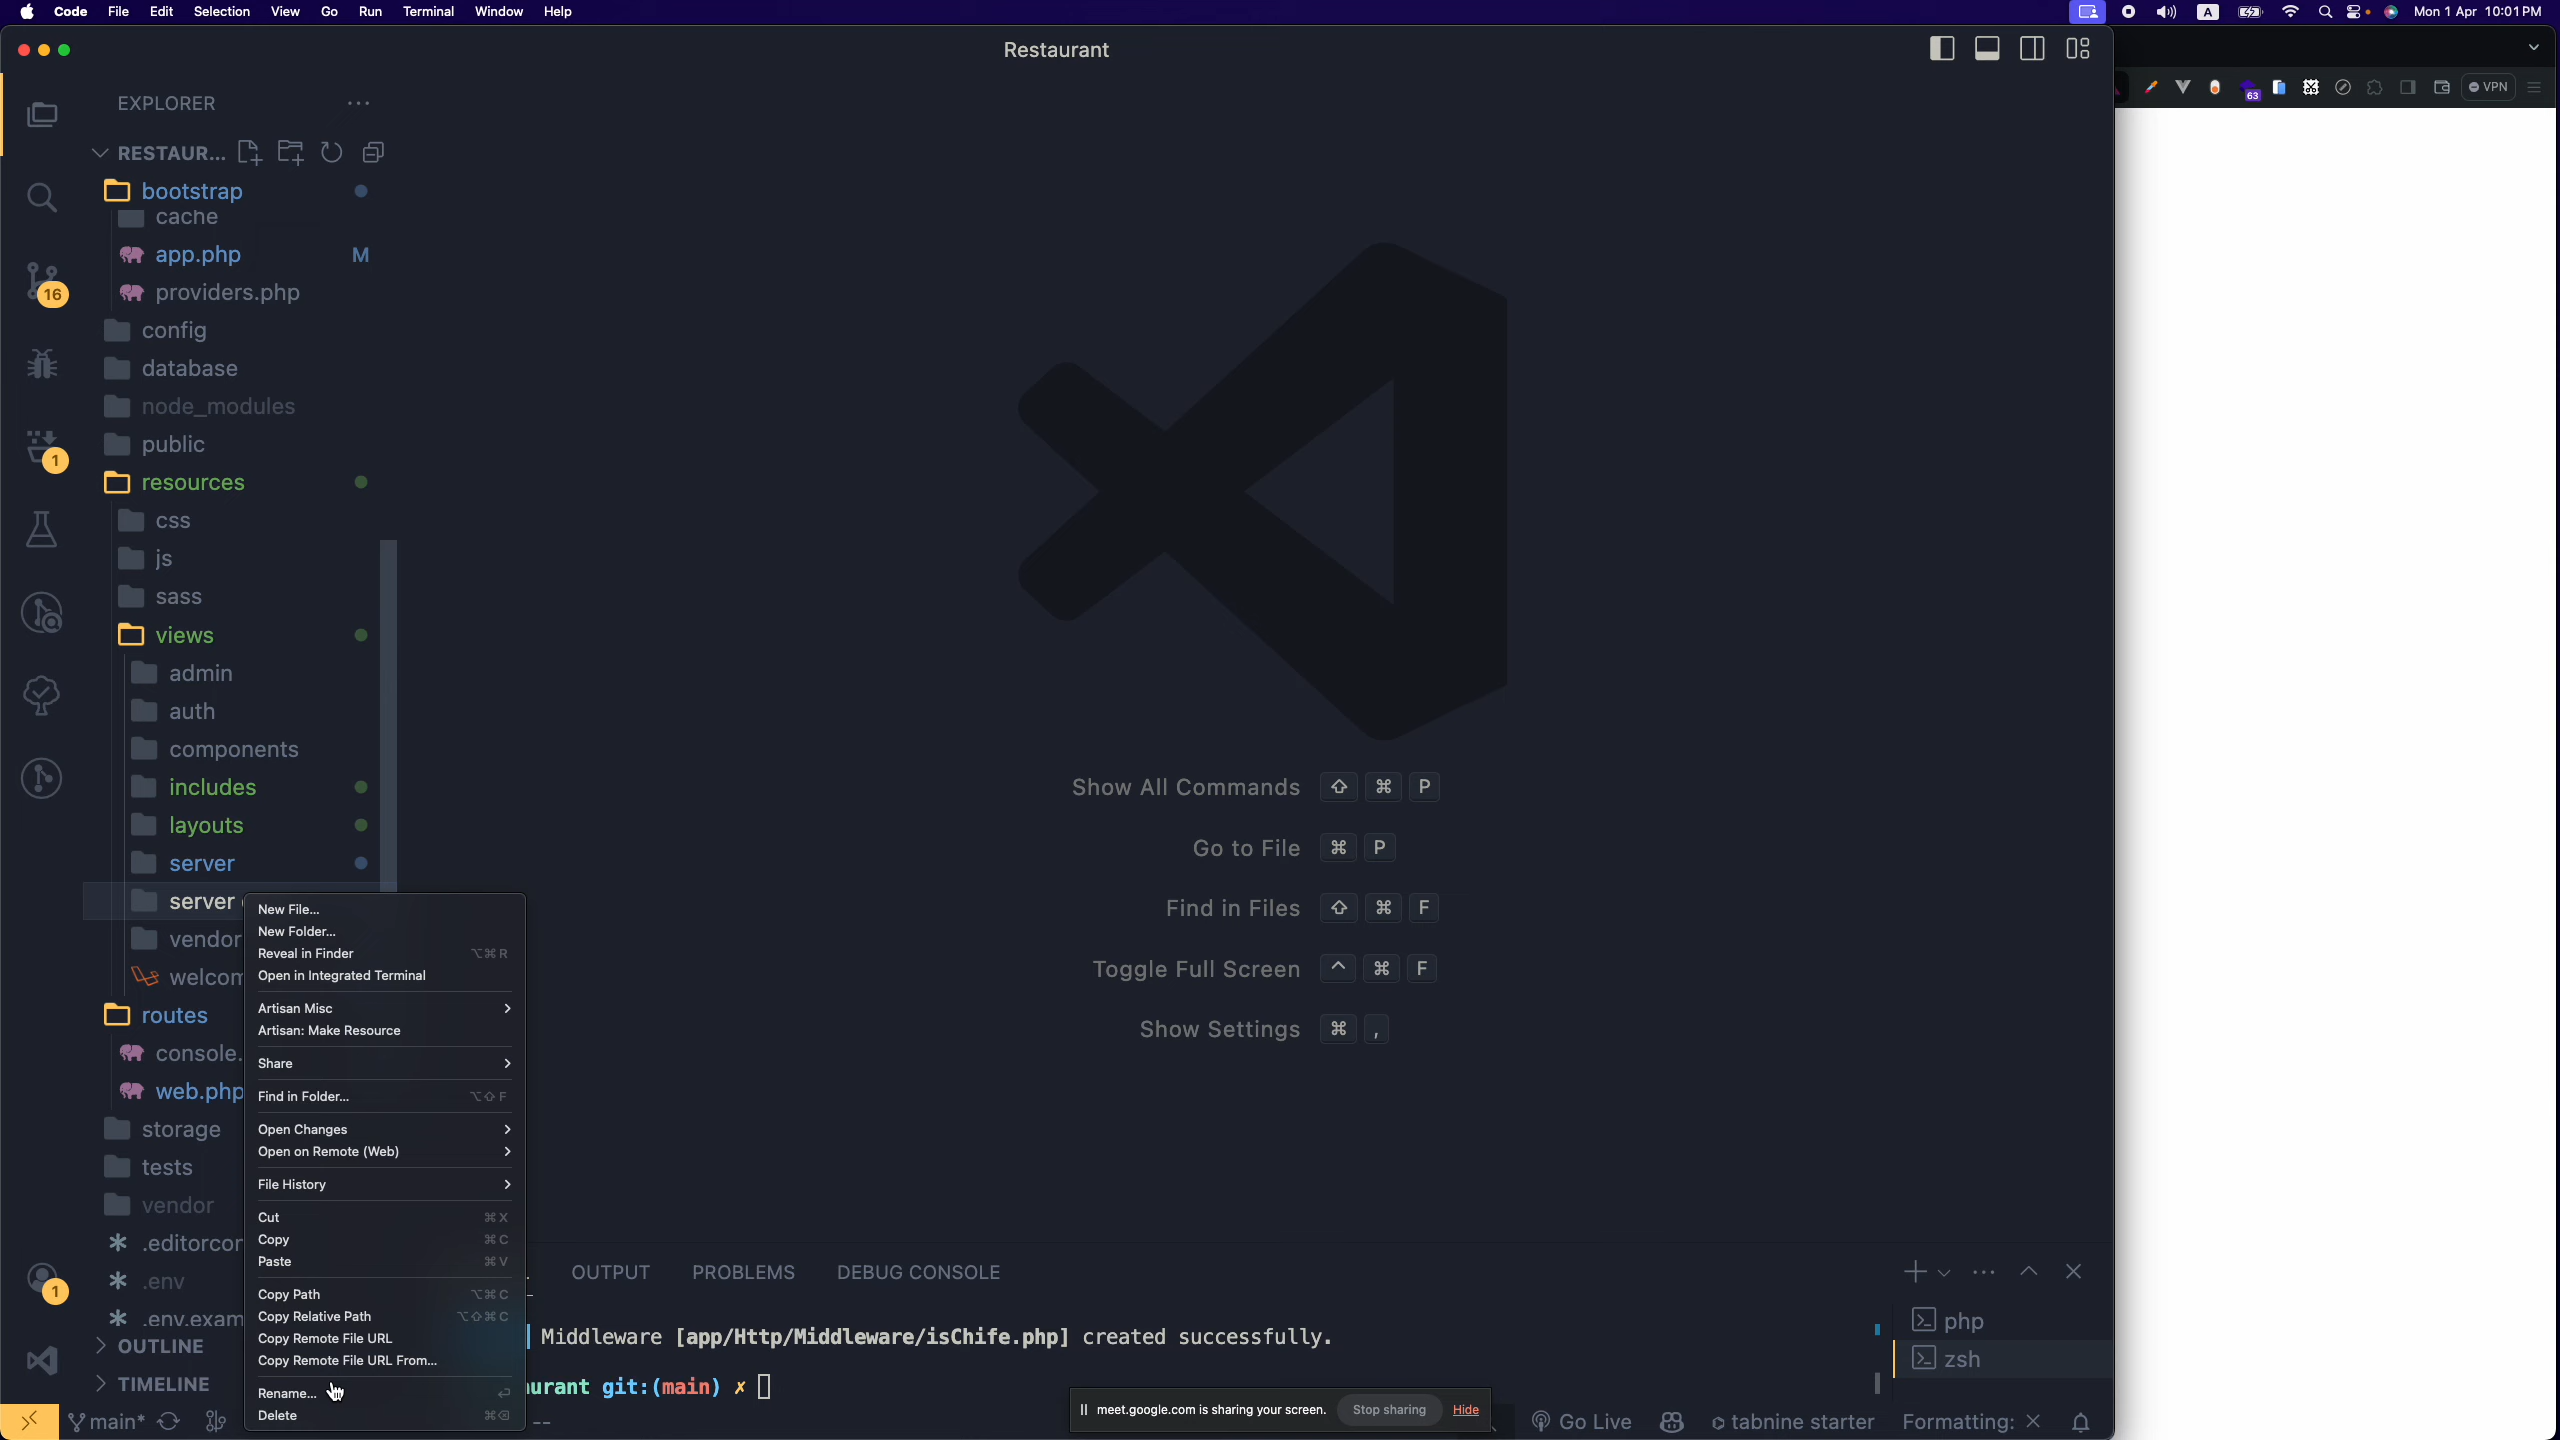 Code File Edit Selection View Go Run Terminal Window Help
A Mon 1 Apr 10:01 PM
Restaurant
63 VPN
EXPLORER
RESTAUR...
bootstrap
cache
app.php M
providers.php
16
config
database
node_modules
public
1
resources
css
js
sass
views
admin
auth
components
includes
layouts
server
server
vendor
welcom
routes
console.
web.php
storage
tests
vendor
.editorcor
.env
.env.exam
1
OUTLINE
TIMELINE
main*
New File...
New Folder...
Reveal in Finder ⌥⌘R
Open in Integrated Terminal
Artisan Misc
Artisan: Make Resource
Share
Find in Folder... ⌥⇧F
Open Changes
Open on Remote (Web)
File History
Cut ⌘X
Copy ⌘C
Paste ⌘V
Copy Path ⌥⌘C
Copy Relative Path ⌥⇧⌘C
Copy Remote File URL
Copy Remote File URL From...
Rename... ⏎
Delete ⌘⌫
Show All Commands ⇧ ⌘ P
Go to File ⌘ P
Find in Files ⇧ ⌘ F
Toggle Full Screen ^ ⌘ F
Show Settings ⌘ ,
OUTPUT PROBLEMS DEBUG CONSOLE
Middleware [app/Http/Middleware/isChife.php] created successfully.
urant git:(main) ✗
php
zsh
meet.google.com is sharing your screen. Stop sharing Hide
--
Go Live tabnine starter Formatting: ✕